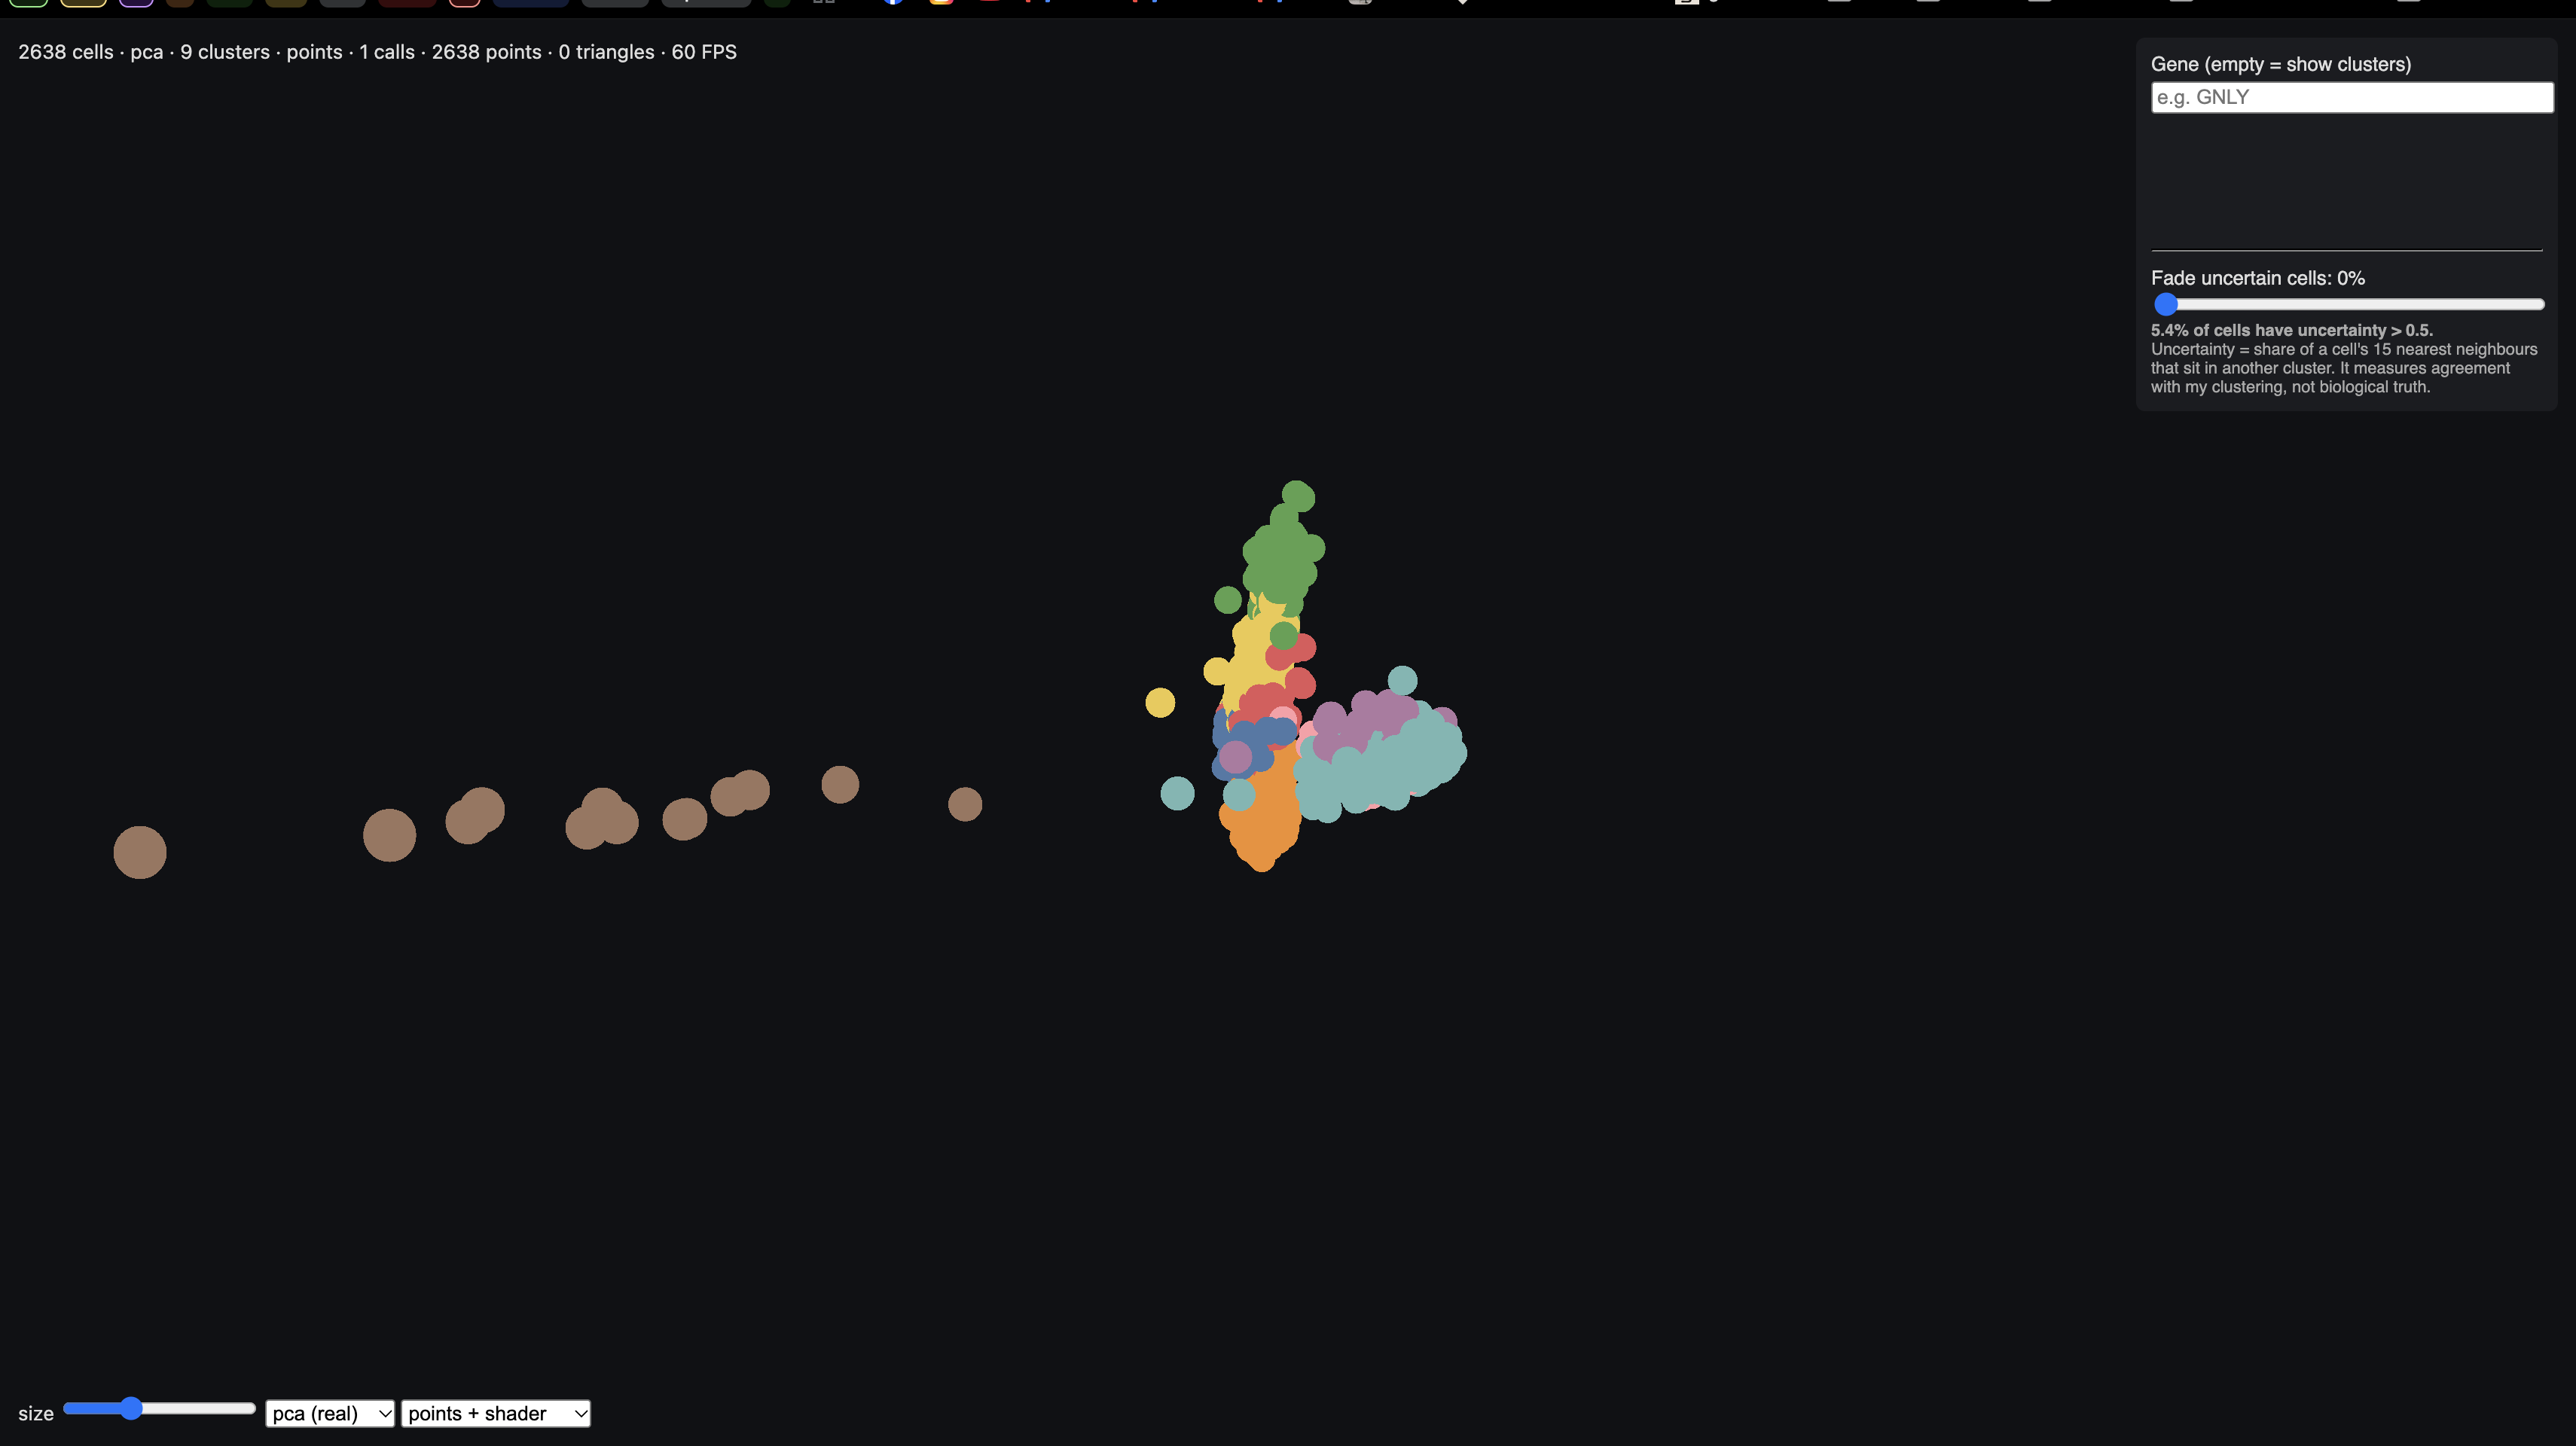 2638 cells · pca · 9 clusters · points · 1 calls · 2638 points · 0 triangles · 60 FPS
Gene (empty = show clusters)
e.g. GNLY
Fade uncertain cells: 0%
5.4% of cells have uncertainty > 0.5.
Uncertainty = share of a cell's 15 nearest neighbours
that sit in another cluster. It measures agreement
with my clustering, not biological truth.
size
pca (real)
points + shader